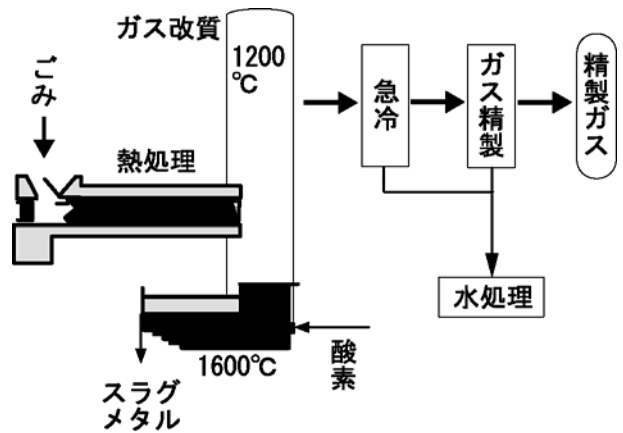 ガス改質
1200
℃
ごみ
熱処理
急冷
ガス精製
精製ガス
水処理
酸素
1600℃
スラグ
メタル